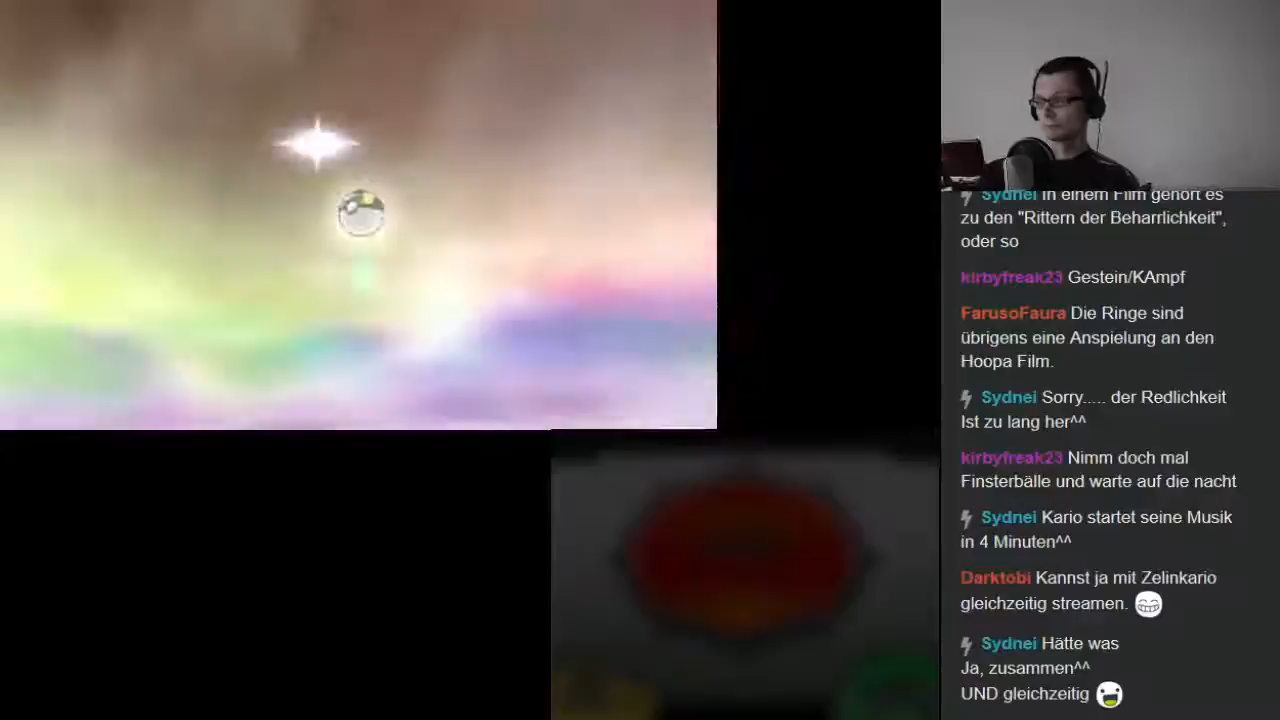 Sydnei In einem Film gehört es
zu den "Rittern der Beharrlichkeit",
oder so
kirbyfreak23 Gestein/KAmpf
FarusoFaura Die Ringe sind
übrigens eine Anspielung an den
Hoopa Film.
Sydnei Sorry..... der Redlichkeit
Ist zu lang her^^
kirbyfreak23 Nimm doch mal
Finsterbälle und warte auf die nacht
Sydnei Kario startet seine Musik
in 4 Minuten^^
Darktobi Kannst ja mit Zelinkario
gleichzeitig streamen.
Sydnei Hätte was
Ja, zusammen^^
UND gleichzeitig